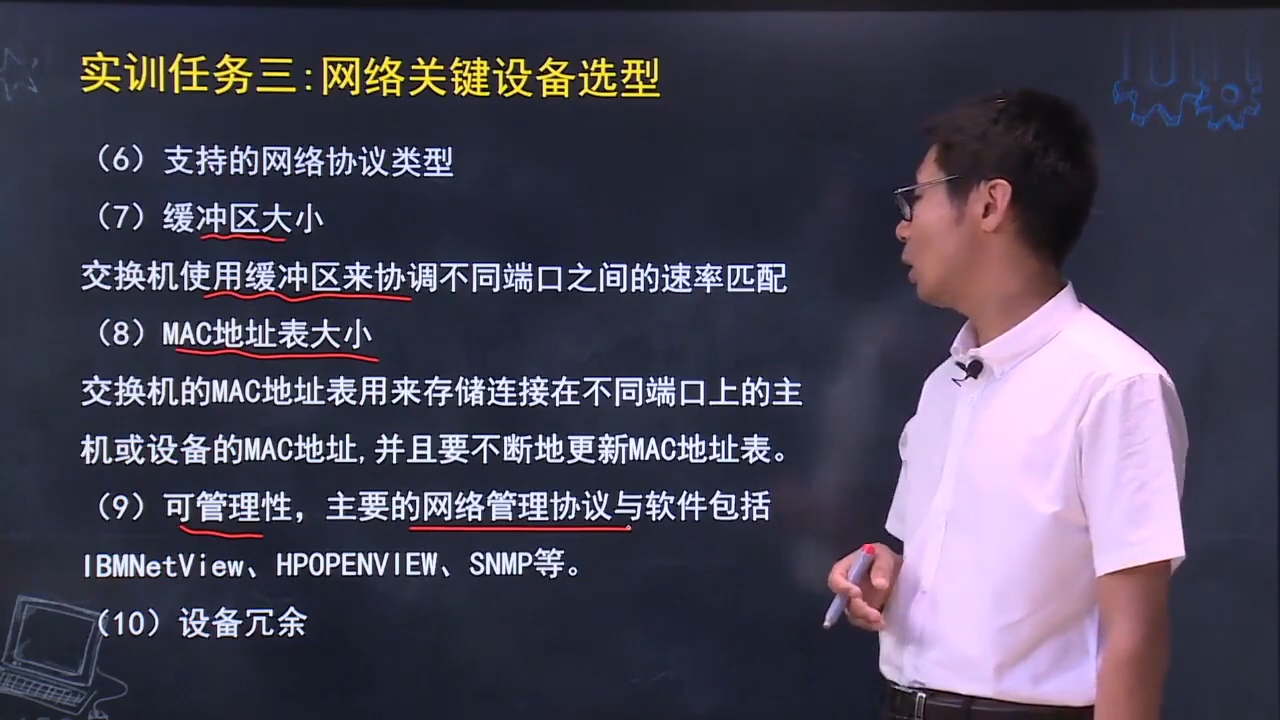 实训任务三:网络关键设备选型
（6）支持的网络协议类型
（7）缓冲区大小
交换机使用缓冲区来协调不同端口之间的速率匹配
（8）MAC地址表大小
交换机的MAC地址表用来存储连接在不同端口上的主
机或设备的MAC地址,并且要不断地更新MAC地址表。
（9）可管理性，主要的网络管理协议与软件包括
IBMNetView、HPOPENVIEW、SNMP等。
（10）设备冗余